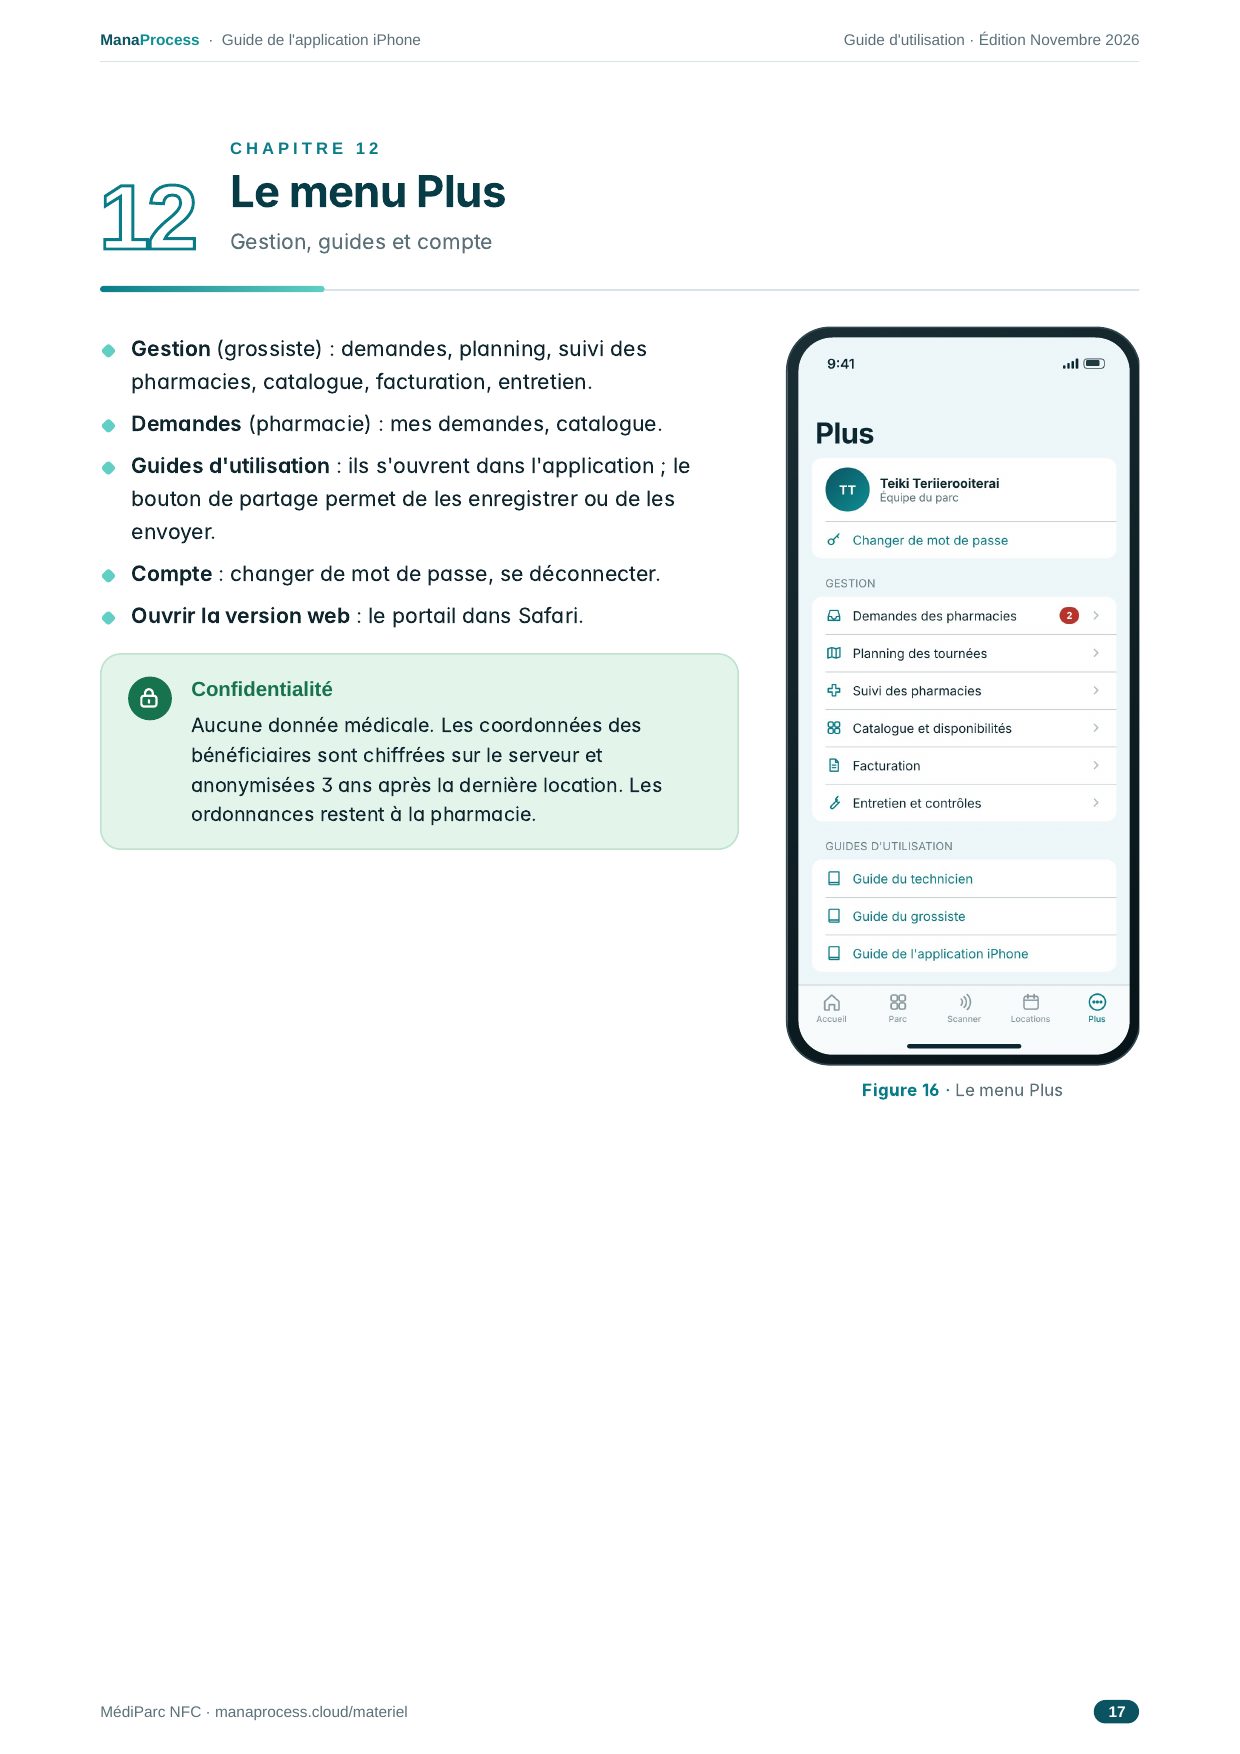 ManaProcess · Guide de l'application iPhone
Guide d'utilisation · Édition Novembre 2026
CHAPITRE 12
12
Le menu Plus
Gestion, guides et compte
Gestion (grossiste) : demandes, planning, suivi des
pharmacies, catalogue, facturation, entretien.
Demandes (pharmacie) : mes demandes, catalogue.
Guides d'utilisation : ils s'ouvrent dans l'application ; le
bouton de partage permet de les enregistrer ou de les
envoyer.
Compte : changer de mot de passe, se déconnecter.
Ouvrir la version web : le portail dans Safari.
Confidentialité
Aucune donnée médicale. Les coordonnées des
bénéficiaires sont chiffrées sur le serveur et
anonymisées 3 ans après la dernière location. Les
ordonnances restent à la pharmacie.
9:41
Plus
TT
Teiki Teriierooiterai
Équipe du parc
Changer de mot de passe
GESTION
Demandes des pharmacies 2
Planning des tournées
Suivi des pharmacies
Catalogue et disponibilités
Facturation
Entretien et contrôles
GUIDES D'UTILISATION
Guide du technicien
Guide du grossiste
Guide de l'application iPhone
Accueil Parc Scanner Locations Plus
Figure 16 · Le menu Plus
MédiParc NFC · manaprocess.cloud/materiel
17